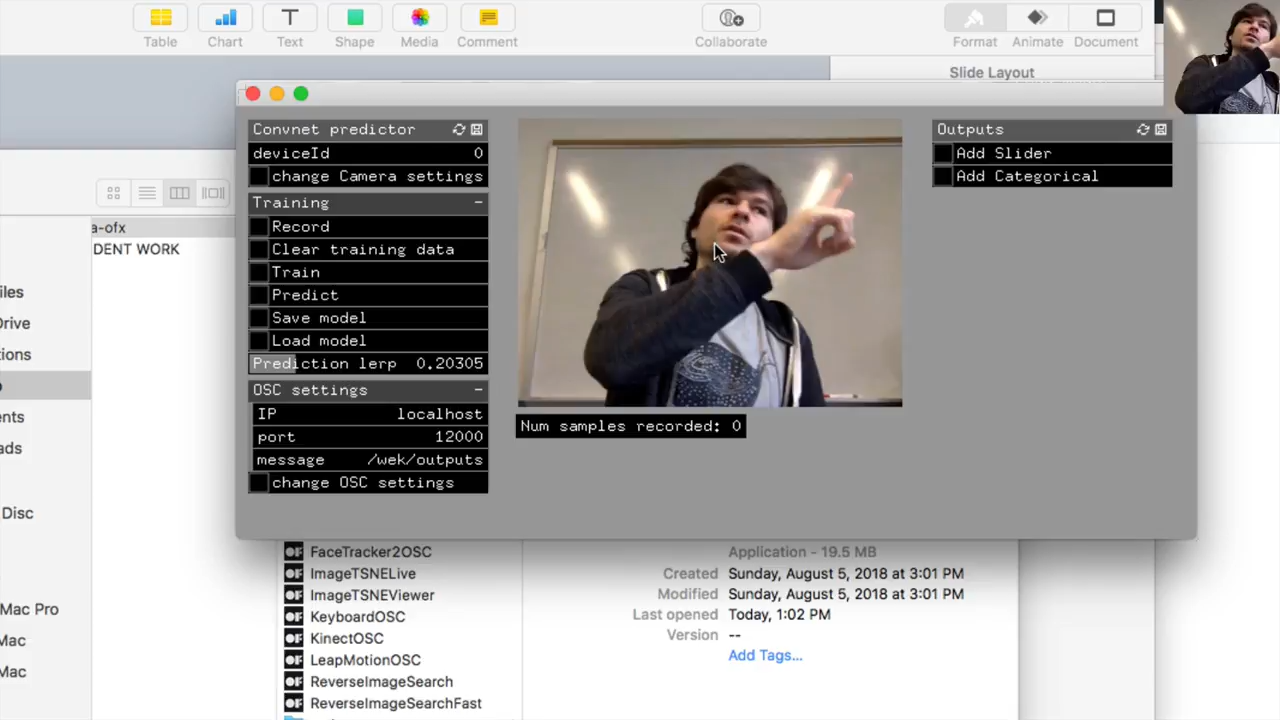 Table
Chart
Text
Shape
Media
Comment
Collaborate
Format
Animate
Document
Slide Layout
Convnet predictor
deviceId 0
change Camera settings
Training -
Record
Clear training data
Train
Predict
Save model
Load model
Prediction lerp 0.20305
OSC settings -
IP localhost
port 12000
message /wek/outputs
change OSC settings
Num samples recorded: 0
Outputs
Add Slider
Add Categorical
a-ofx
DENT WORK
iles
Drive
tions
ents
ads
Disc
Mac Pro
Mac
Mac
FaceTracker2OSC
ImageTSNELive
ImageTSNEViewer
KeyboardOSC
KinectOSC
LeapMotionOSC
ReverseImageSearch
ReverseImageSearchFast
Application - 19.5 MB
Created Sunday, August 5, 2018 at 3:01 PM
Modified Sunday, August 5, 2018 at 3:01 PM
Last opened Today, 1:02 PM
Version --
Add Tags...